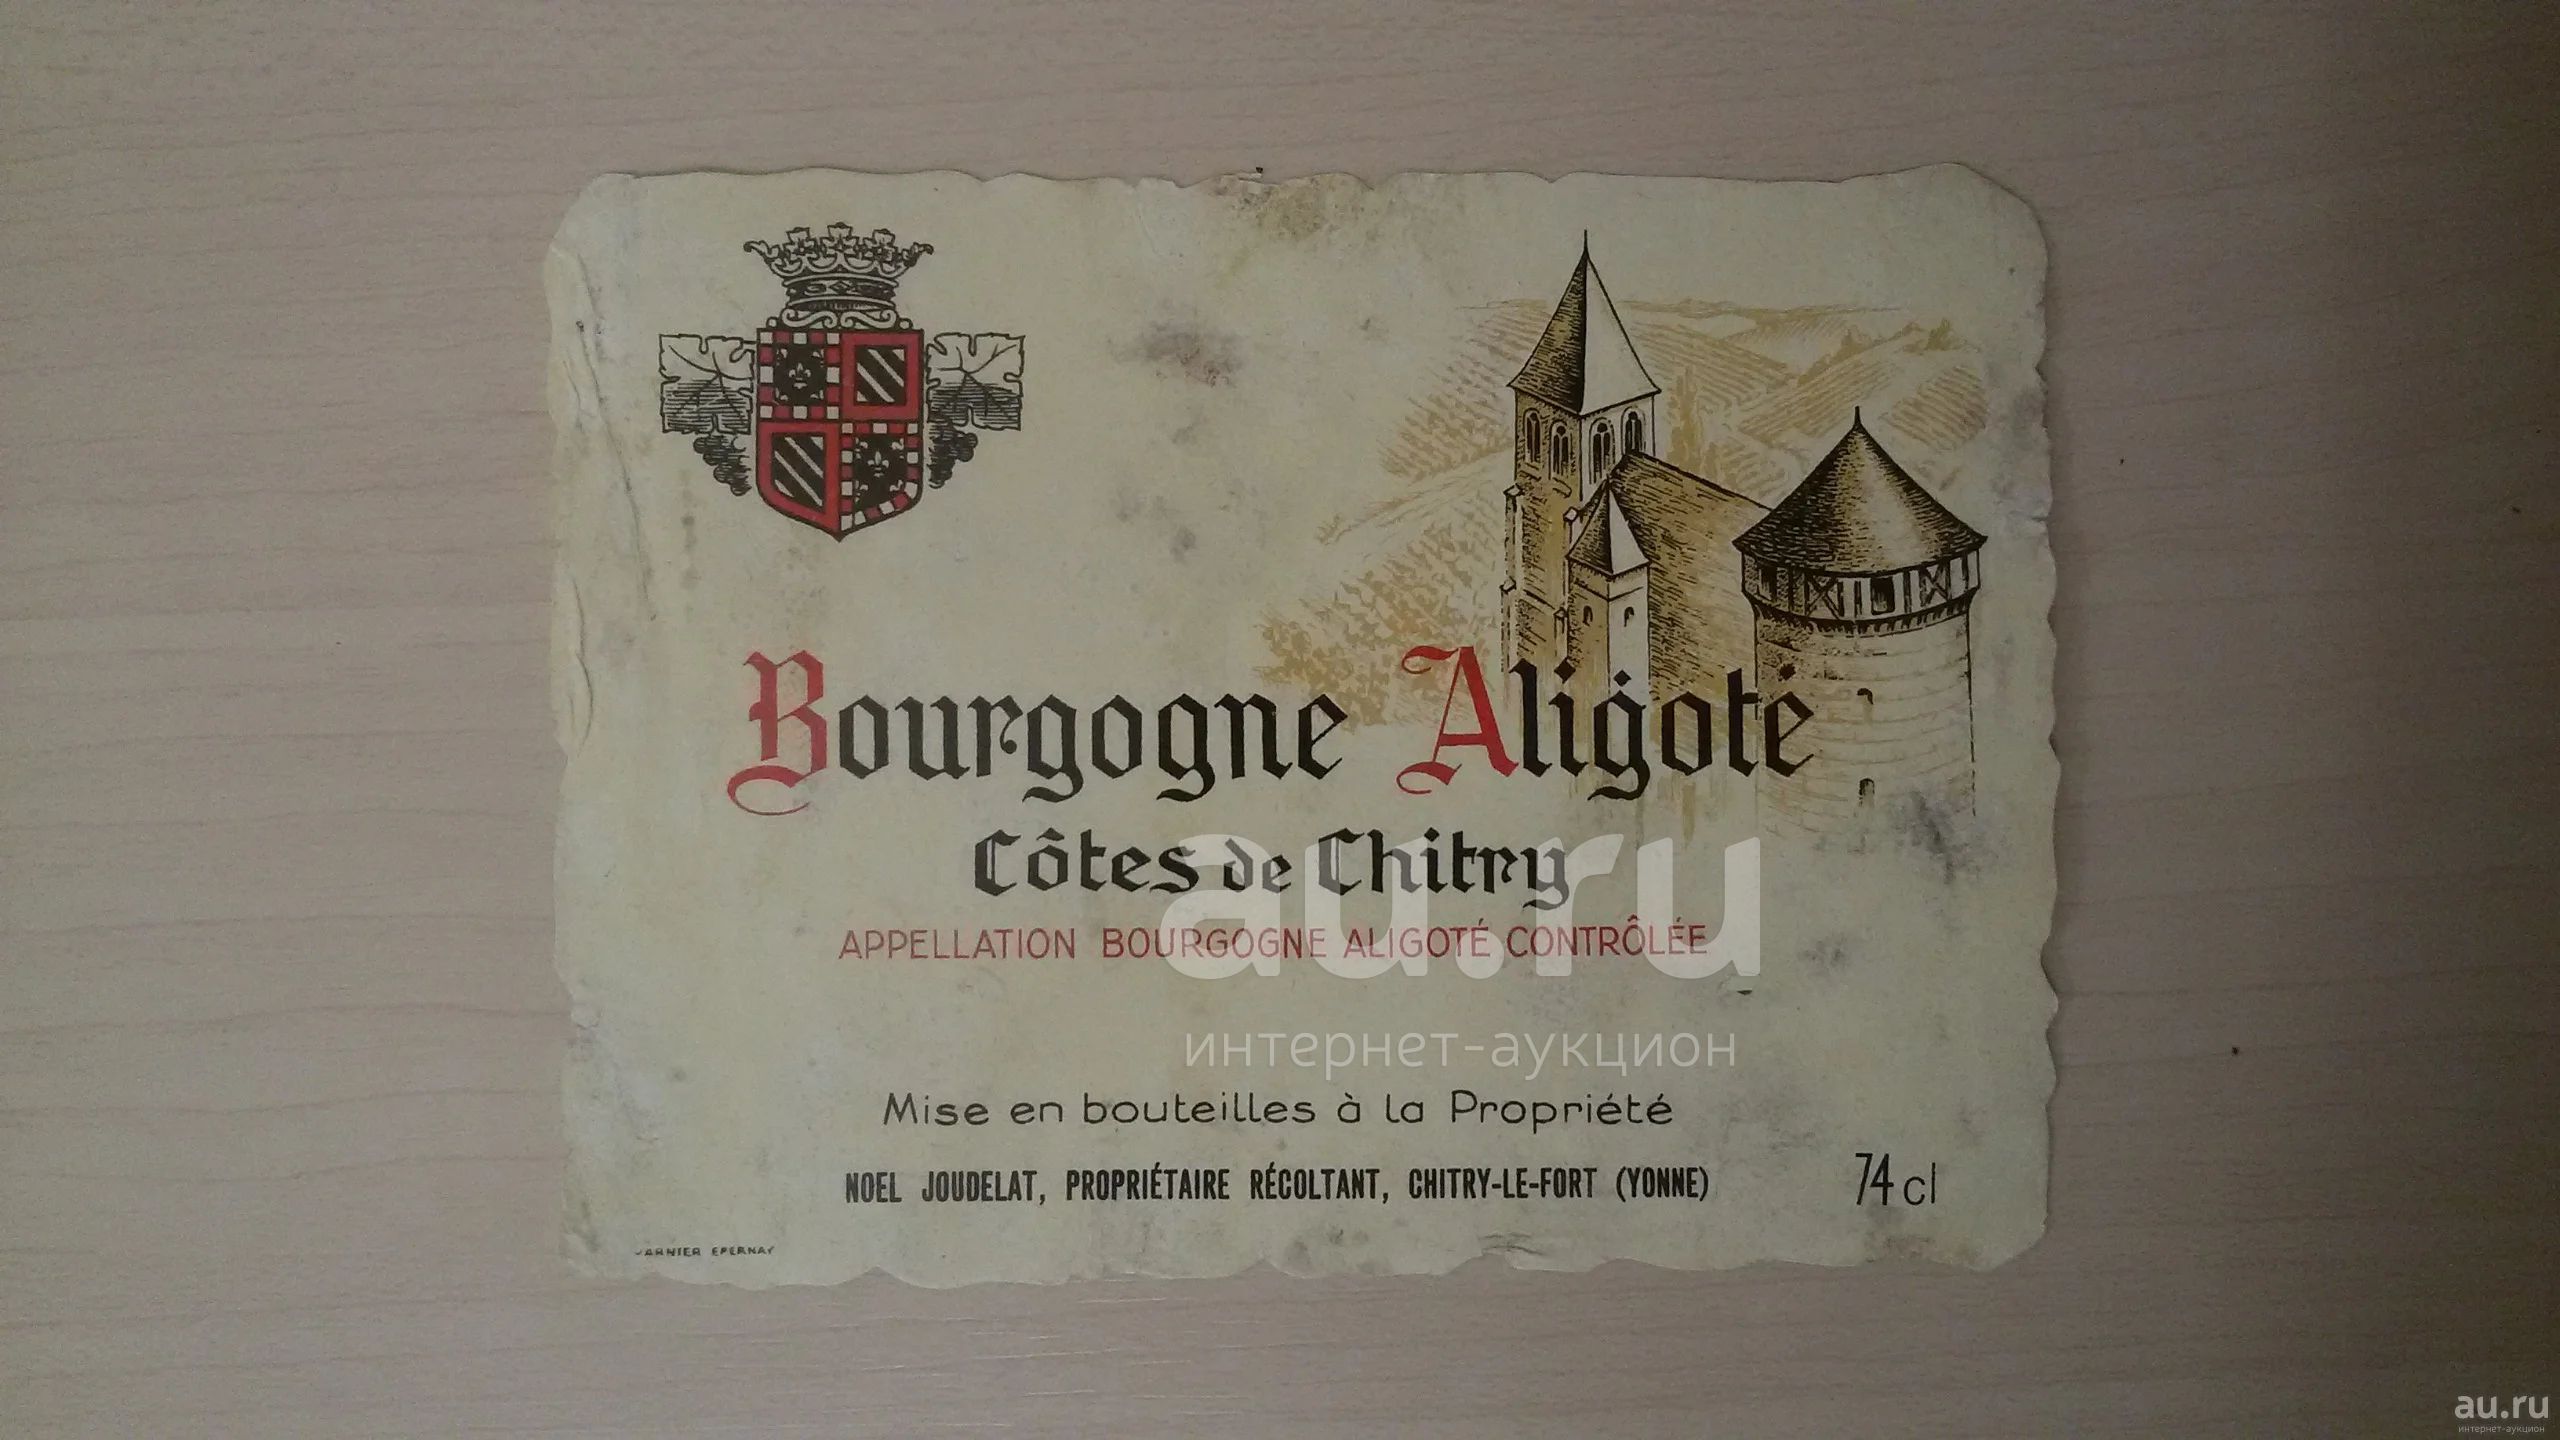 Bourgogne Aligoté
Côtes de Chitry
APPELLATION BOURGOGNE ALIGOTÉ CONTRÔLÉE
au.ru
интернет-аукцион
Mise en bouteilles à la Propriété
NOEL JOUDELAT, PROPRIÉTAIRE RÉCOLTANT, CHITRY-LE-FORT (YONNE)
74 cl
EPERNAY
au.ru
интернет-аукцион